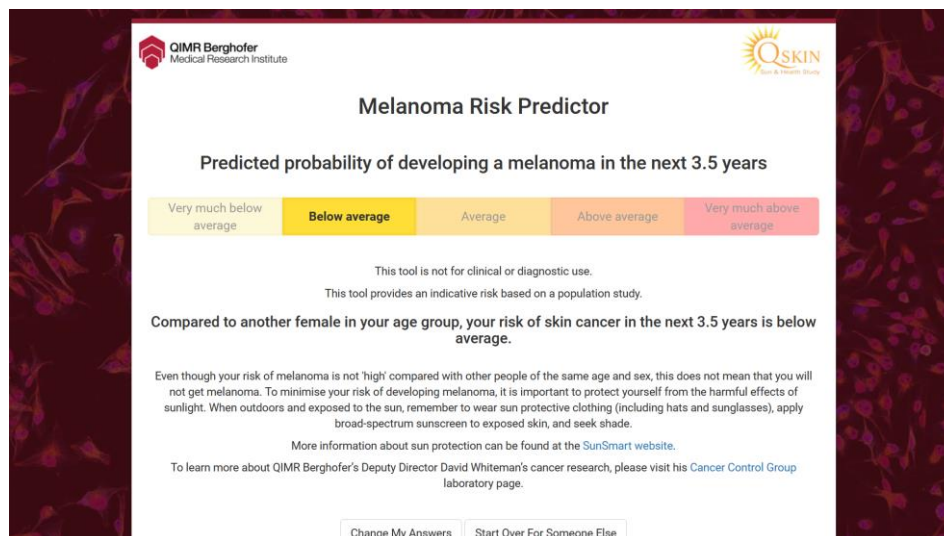 QIMR Berghofer
Medical Research Institute
QSKIN
Sun & Health Study
Melanoma Risk Predictor
Predicted probability of developing a melanoma in the next 3.5 years
Very much below
average
Below average
Average
Above average
Very much above
average
This tool is not for clinical or diagnostic use.
This tool provides an indicative risk based on a population study.
Compared to another female in your age group, your risk of skin cancer in the next 3.5 years is below
average.
Even though your risk of melanoma is not 'high' compared with other people of the same age and sex, this does not mean that you will
not get melanoma. To minimise your risk of developing melanoma, it is important to protect yourself from the harmful effects of
sunlight. When outdoors and exposed to the sun, remember to wear sun protective clothing (including hats and sunglasses), apply
broad-spectrum sunscreen to exposed skin, and seek shade.
More information about sun protection can be found at the SunSmart website.
To learn more about QIMR Berghofer's Deputy Director David Whiteman's cancer research, please visit his Cancer Control Group
laboratory page.
Change My Answers
Start Over For Someone Else